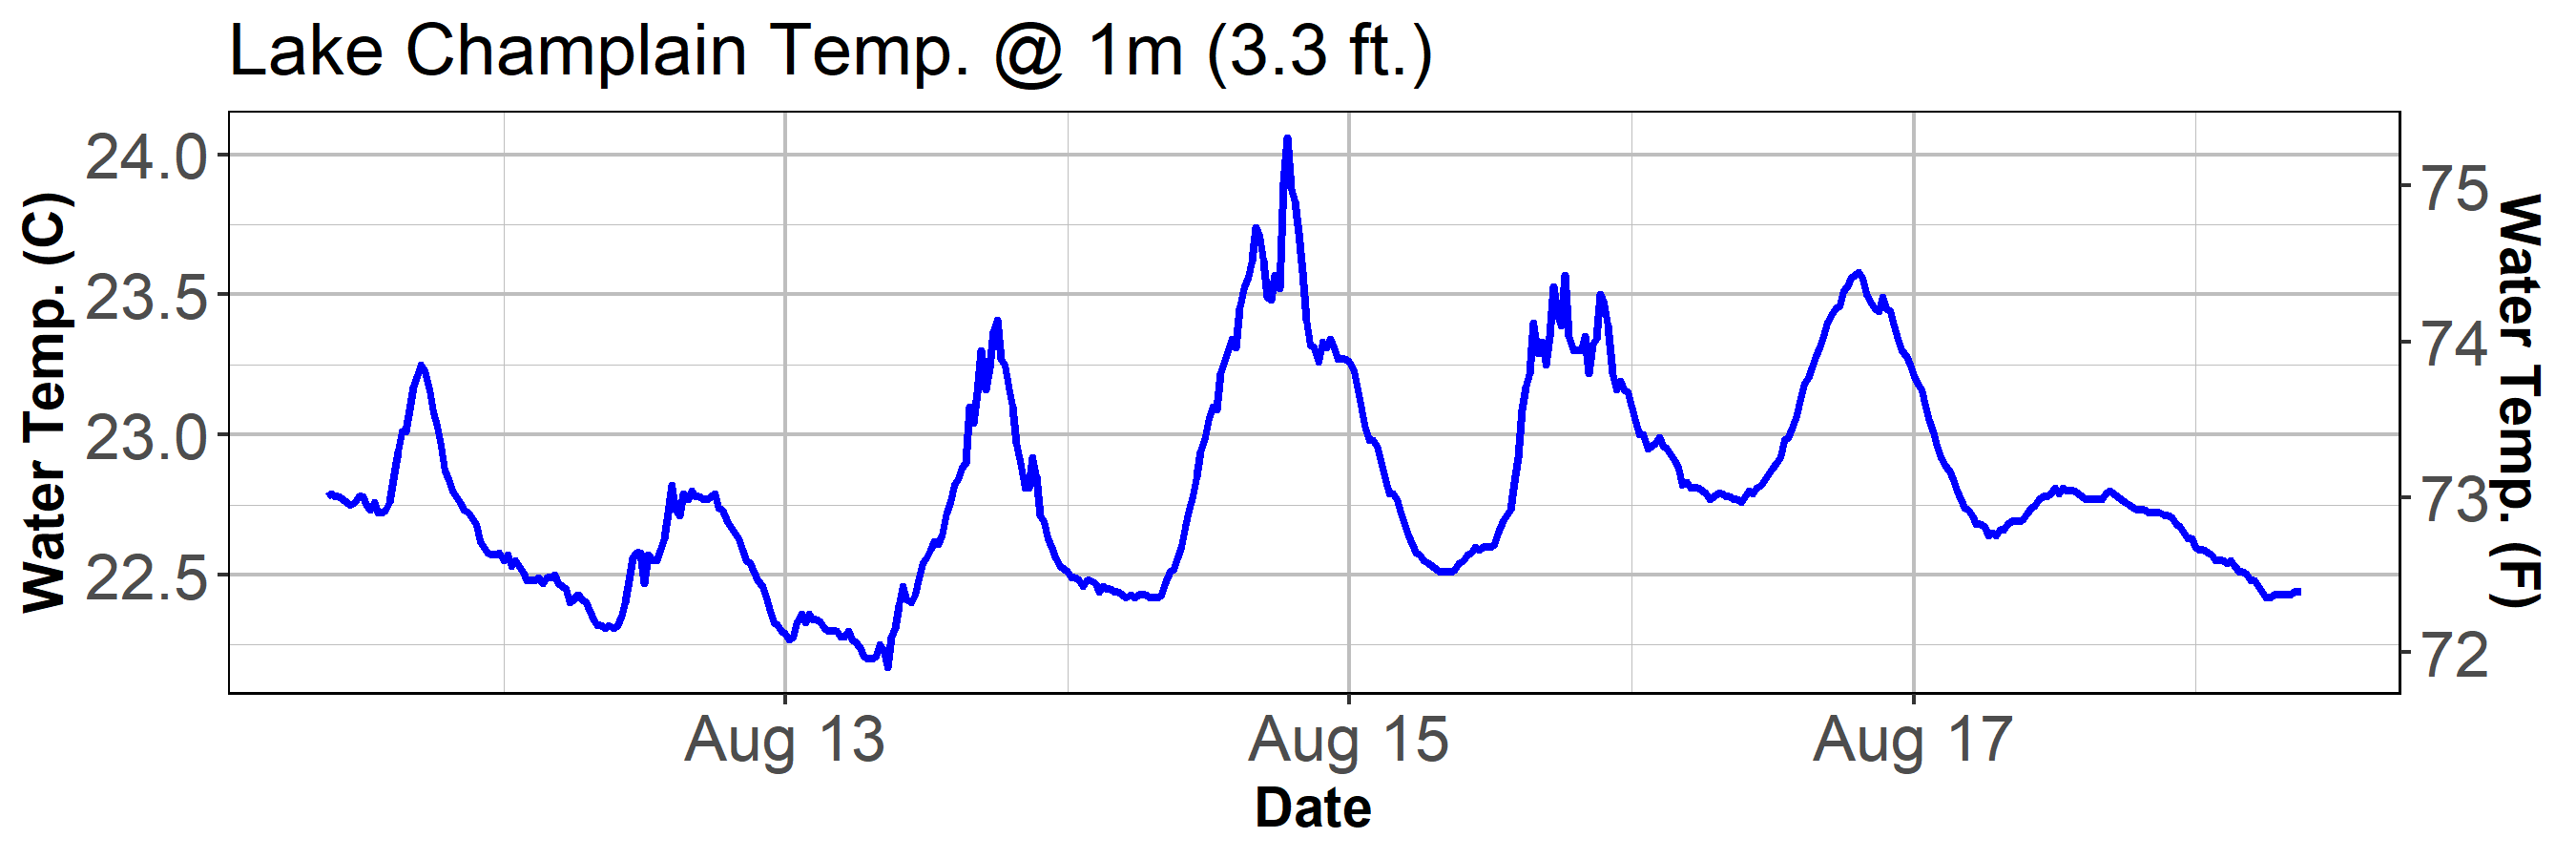 Lake Champlain Temp. @ 1m (3.3 ft.)
Water Temp. (C)
24.0
23.5
23.0
22.5
75
74
73
72
Water Temp. (F)
Aug 13 Aug 15 Aug 17
Date